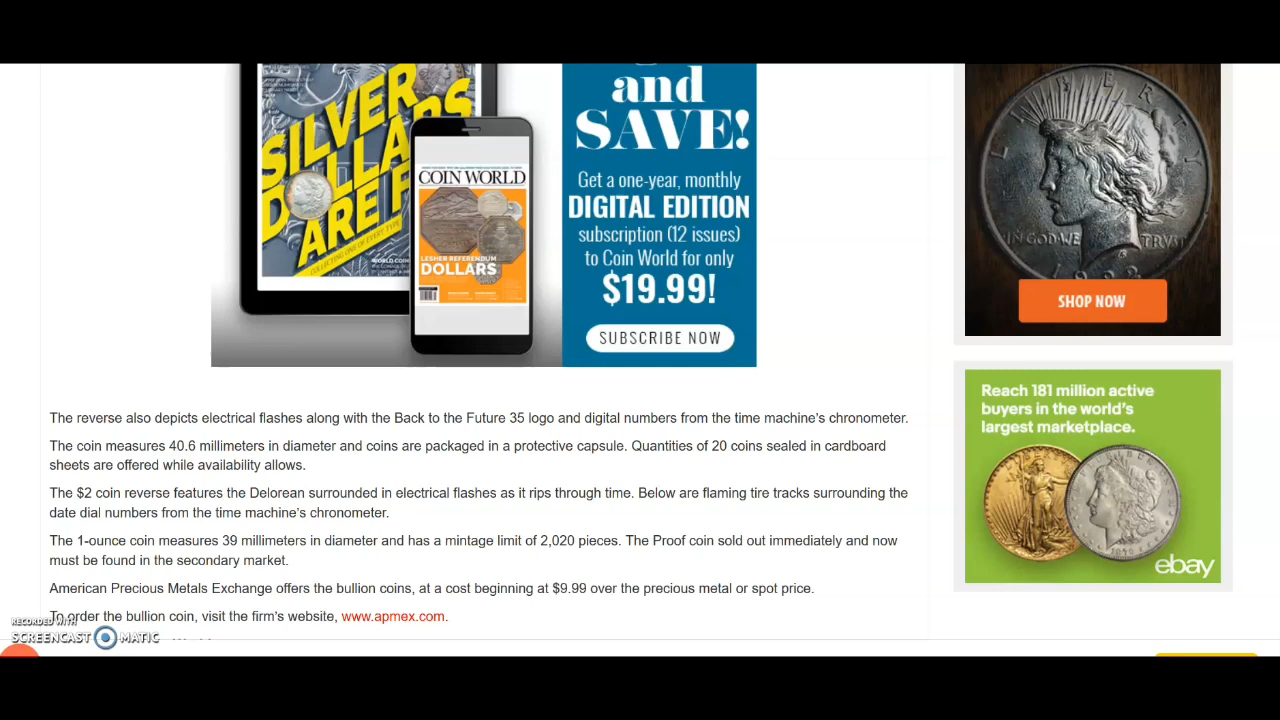 SILVER
DOLLARS
ARE F
COLLECTING ONE OF EVERY TYPE
WORLD COIN
COIN WORLD
LESHER REFERENDUM
DOLLARS
and
SAVE!
Get a one-year, monthly
DIGITAL EDITION
subscription (12 issues)
to Coin World for only
$19.99!
SUBSCRIBE NOW
LIBERTY
IN GOD WE TRVST
1922
SHOP NOW
Reach 181 million active
buyers in the world's
largest marketplace.
ebay
The reverse also depicts electrical flashes along with the Back to the Future 35 logo and digital numbers from the time machine's chronometer.
The coin measures 40.6 millimeters in diameter and coins are packaged in a protective capsule. Quantities of 20 coins sealed in cardboard
sheets are offered while availability allows.
The $2 coin reverse features the Delorean surrounded in electrical flashes as it rips through time. Below are flaming tire tracks surrounding the
date dial numbers from the time machine's chronometer.
The 1-ounce coin measures 39 millimeters in diameter and has a mintage limit of 2,020 pieces. The Proof coin sold out immediately and now
must be found in the secondary market.
American Precious Metals Exchange offers the bullion coins, at a cost beginning at $9.99 over the precious metal or spot price.
To order the bullion coin, visit the firm's website, www.apmex.com.
RECORDED WITH
SCREENCAST MATIC